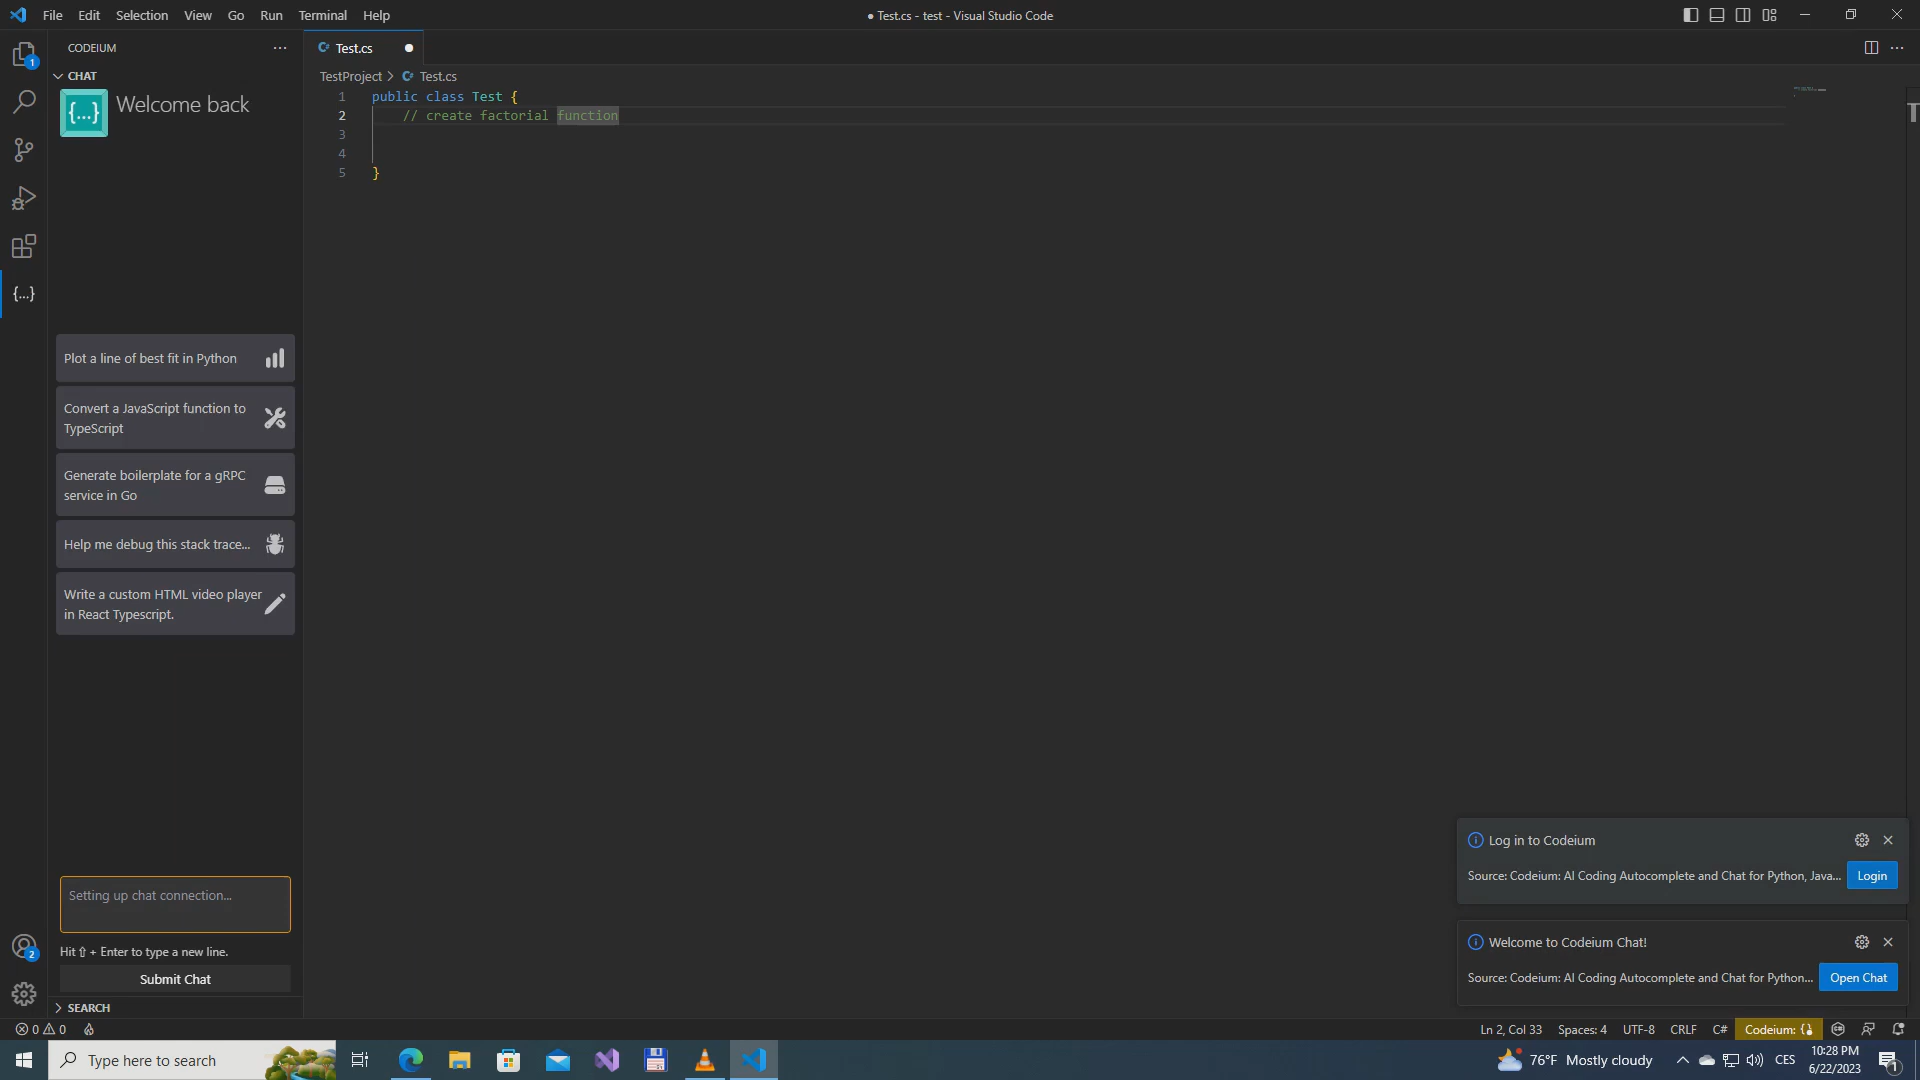 File Edit Selection View Go Run Terminal Help
● Test.cs - test - Visual Studio Code
CODEIUM
CHAT
{...} Welcome back
Plot a line of best fit in Python
Convert a JavaScript function to
TypeScript
Generate boilerplate for a gRPC
service in Go
Help me debug this stack trace...
Write a custom HTML video player
in React Typescript.
Setting up chat connection...
Hit ⇧ + Enter to type a new line.
Submit Chat
SEARCH
1
{...}
2
C# Test.cs
TestProject > C# Test.cs
1 public class Test {
2 // create factorial function
3
4
5 }
Log in to Codeium
Source: Codeium: AI Coding Autocomplete and Chat for Python, Java...
Login
Welcome to Codeium Chat!
Source: Codeium: AI Coding Autocomplete and Chat for Python...
Open Chat
0 0
Ln 2, Col 33 Spaces: 4 UTF-8 CRLF C# Codeium: {}
Type here to search
76°F Mostly cloudy
CES
10:28 PM
6/22/2023
1